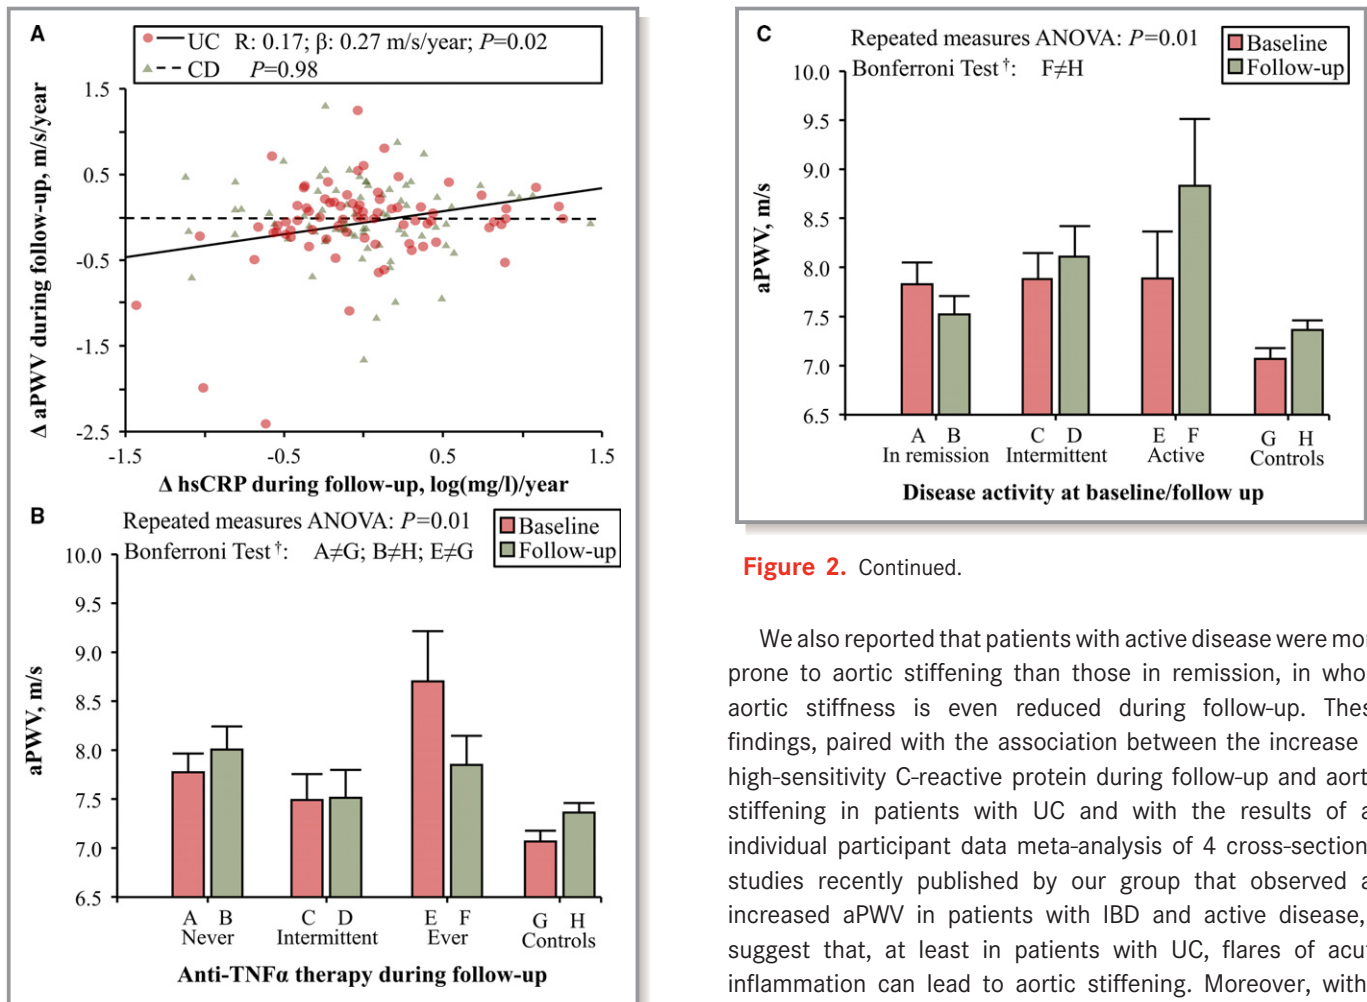 A
UC R: 0.17; β: 0.27 m/s/year; P=0.02
CD P=0.98
Δ aPWV during follow-up, m/s/year
1.5
0.5
-0.5
-1.5
-2.5
-1.5 -0.5 0.5 1.5
Δ hsCRP during follow-up, log(mg/l)/year
B
Repeated measures ANOVA: P=0.01
Bonferroni Test †: A≠G; B≠H; E≠G
Baseline
Follow-up
aPWV, m/s
10.0
9.5
9.0
8.5
8.0
7.5
7.0
6.5
A B C D E F G H
Never Intermittent Ever Controls
Anti-TNFα therapy during follow-up
C
Repeated measures ANOVA: P=0.01
Bonferroni Test †: F≠H
Baseline
Follow-up
aPWV, m/s
10.0
9.5
9.0
8.5
8.0
7.5
7.0
6.5
A B C D E F G H
In remission Intermittent Active Controls
Disease activity at baseline/follow up
Figure 2. Continued.
We also reported that patients with active disease were mo
prone to aortic stiffening than those in remission, in who
aortic stiffness is even reduced during follow-up. Thes
findings, paired with the association between the increase
high-sensitivity C-reactive protein during follow-up and aort
stiffening in patients with UC and with the results of a
individual participant data meta-analysis of 4 cross-section
studies recently published by our group that observed a
increased aPWV in patients with IBD and active disease,
suggest that, at least in patients with UC, flares of acu
inflammation can lead to aortic stiffening. Moreover, with